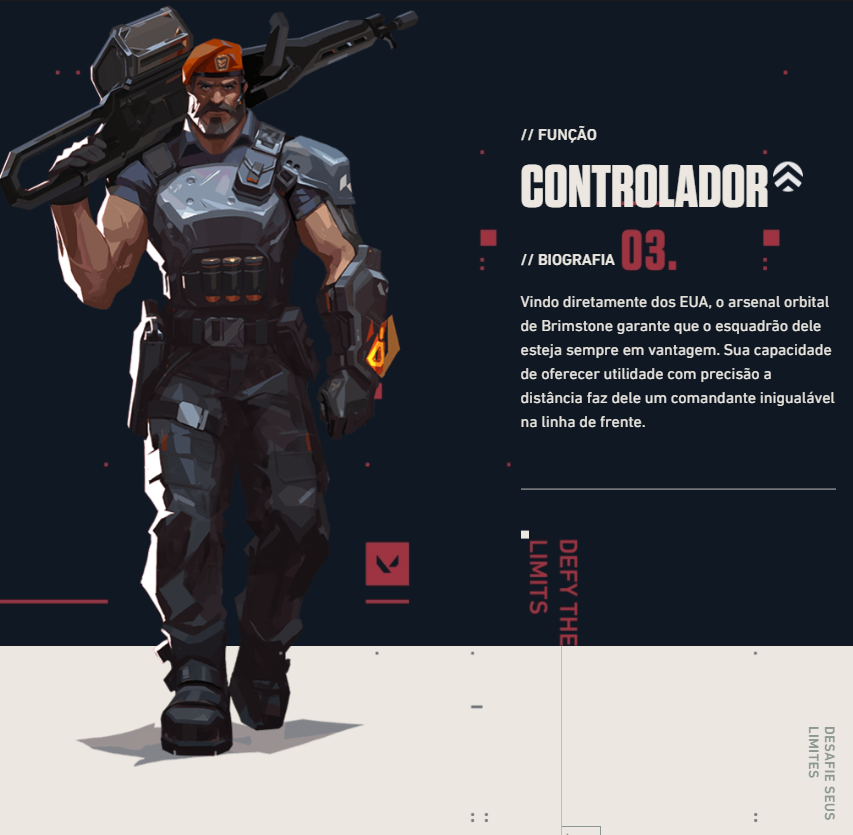 // FUNÇÃO
CONTROLADOR
// BIOGRAFIA
03.
Vindo diretamente dos EUA, o arsenal orbital
de Brimstone garante que o esquadrão dele
esteja sempre em vantagem. Sua capacidade
de oferecer utilidade com precisão a
distância faz dele um comandante inigualável
na linha de frente.
DEFY THE
LIMITS
DESAFIE SEUS
LIMITES